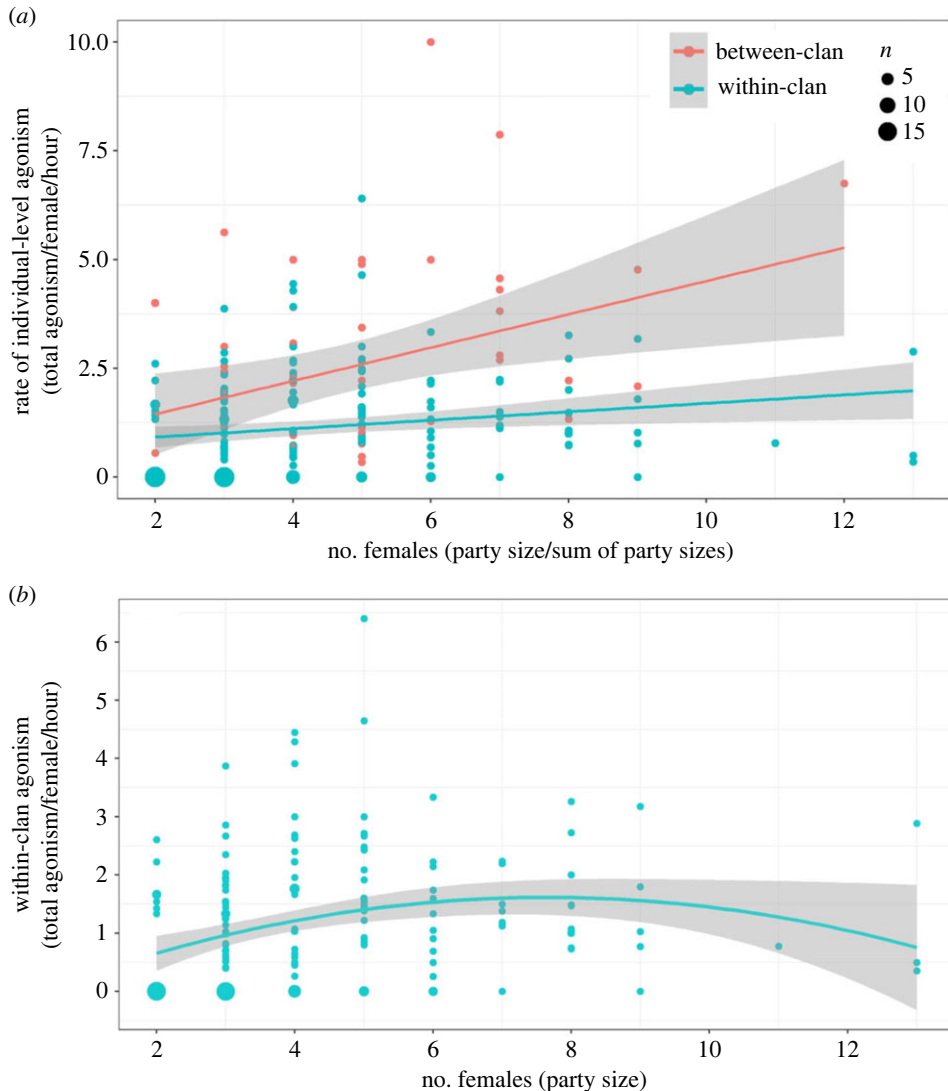 (a)
10.0
7.5
5.0
2.5
0
rate of individual-level agonism
(total agonism/female/hour)
between-clan
within-clan
n
5
10
15
2 4 6 8 10 12
no. females (party size/sum of party sizes)
(b)
6
5
4
3
2
1
0
within-clan agonism
(total agonism/female/hour)
2 4 6 8 10 12
no. females (party size)